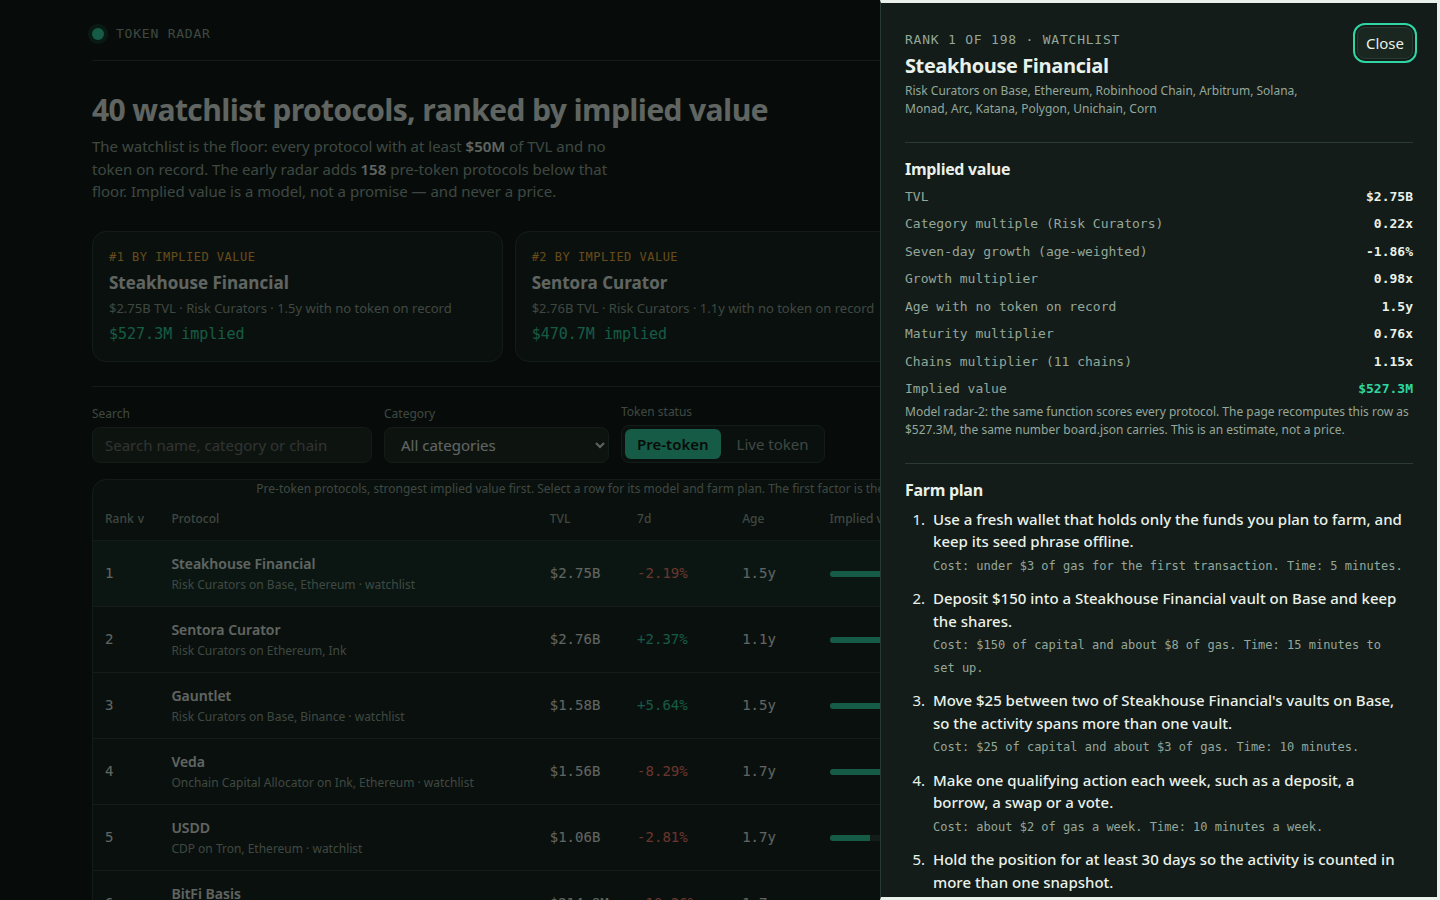 TOKEN RADAR
40 watchlist protocols, ranked by implied value
The watchlist is the floor: every protocol with at least $50M of TVL and no
token on record. The early radar adds 158 pre-token protocols below that
floor. Implied value is a model, not a promise — and never a price.
#1 BY IMPLIED VALUE
Steakhouse Financial
$2.75B TVL · Risk Curators · 1.5y with no token on record
$527.3M implied
#2 BY IMPLIED VALUE
Sentora Curator
$2.76B TVL · Risk Curators · 1.1y with no token on record
$470.7M implied
Search
Category
Token status
Search name, category or chain
All categories
Pre-token
Live token
Pre-token protocols, strongest implied value first. Select a row for its model and farm plan. The first factor is the
Rank v Protocol TVL 7d Age Implied
1 Steakhouse Financial $2.75B -2.19% 1.5y
Risk Curators on Base, Ethereum · watchlist
2 Sentora Curator $2.76B +2.37% 1.1y
Risk Curators on Ethereum, Ink
3 Gauntlet $1.58B +5.64% 1.5y
Risk Curators on Base, Binance · watchlist
4 Veda $1.56B -8.29% 1.7y
Onchain Capital Allocator on Ink, Ethereum · watchlist
5 USDD $1.06B -2.81% 1.7y
CDP on Tron, Ethereum · watchlist
BitFi Basis
RANK 1 OF 198 · WATCHLIST
Close
Steakhouse Financial
Risk Curators on Base, Ethereum, Robinhood Chain, Arbitrum, Solana,
Monad, Arc, Katana, Polygon, Unichain, Corn
Implied value
TVL $2.75B
Category multiple (Risk Curators) 0.22x
Seven-day growth (age-weighted) -1.86%
Growth multiplier 0.98x
Age with no token on record 1.5y
Maturity multiplier 0.76x
Chains multiplier (11 chains) 1.15x
Implied value $527.3M
Model radar-2: the same function scores every protocol. The page recomputes this row as
$527.3M, the same number board.json carries. This is an estimate, not a price.
Farm plan
1. Use a fresh wallet that holds only the funds you plan to farm, and
keep its seed phrase offline.
Cost: under $3 of gas for the first transaction. Time: 5 minutes.
2. Deposit $150 into a Steakhouse Financial vault on Base and keep
the shares.
Cost: $150 of capital and about $8 of gas. Time: 15 minutes to
set up.
3. Move $25 between two of Steakhouse Financial's vaults on Base,
so the activity spans more than one vault.
Cost: $25 of capital and about $3 of gas. Time: 10 minutes.
4. Make one qualifying action each week, such as a deposit, a
borrow, a swap or a vote.
Cost: about $2 of gas a week. Time: 10 minutes a week.
5. Hold the position for at least 30 days so the activity is counted in
more than one snapshot.